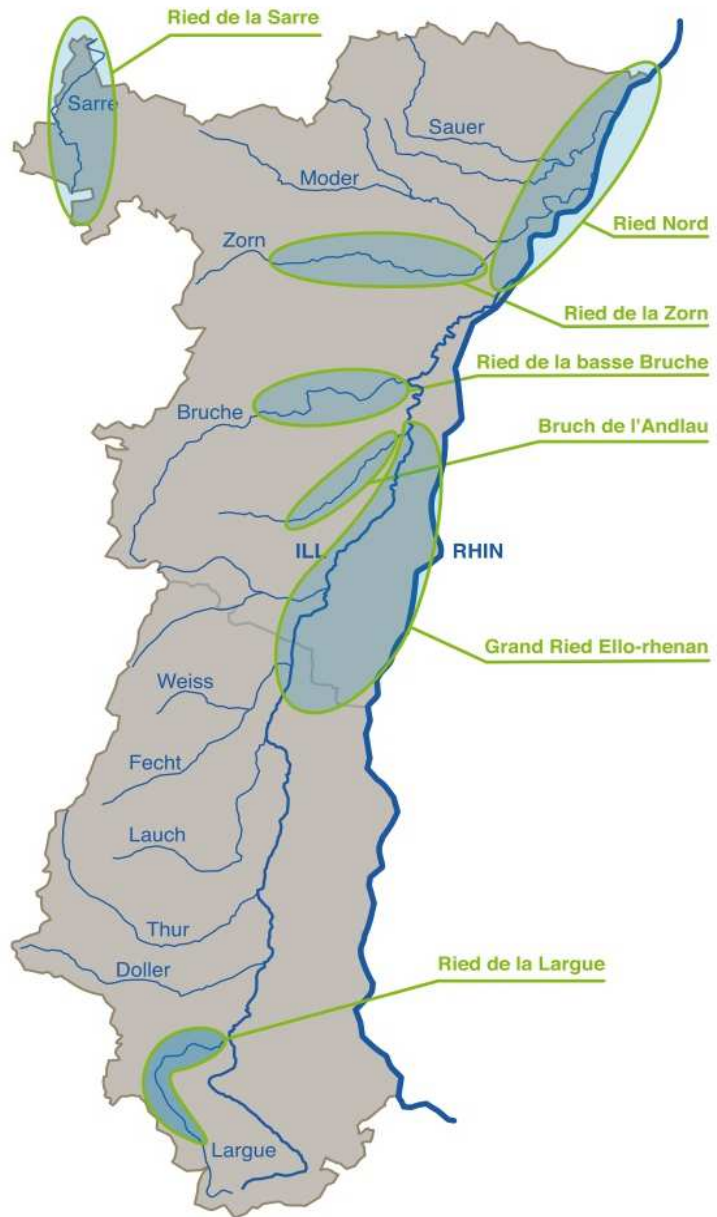 Ried de la Sarre
Sarre
Sauer
Moder
Ried Nord
Zorn
Ried de la Zorn
Ried de la basse Bruche
Bruche
Bruch de l'Andlau
ILL
RHIN
Grand Ried Ello-rhenan
Weiss
Fecht
Lauch
Thur
Doller
Ried de la Largue
Largue